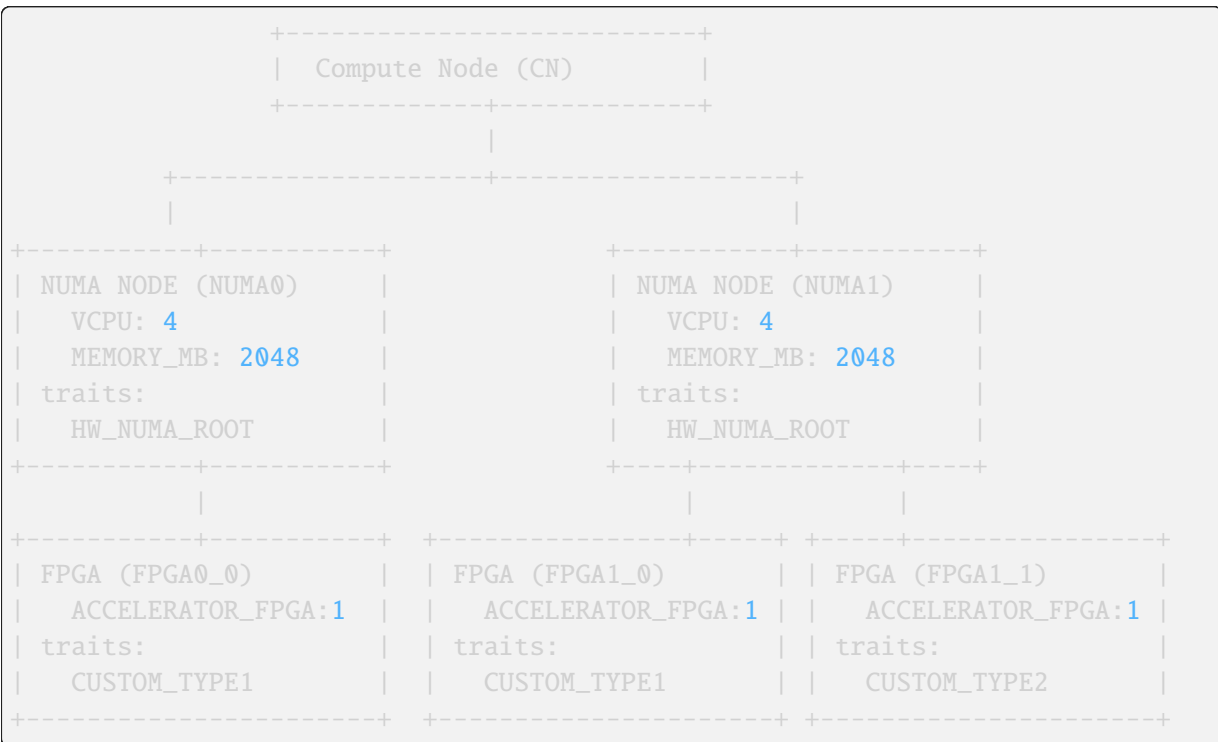 +---------------------------+
                 |  Compute Node (CN)        |
                 +-------------+-------------+
                               |
          +--------------------+-------------------+
          |                                        |
+-----------+-----------+              +-----------+-----------+
| NUMA NODE (NUMA0)     |              | NUMA NODE (NUMA1)     |
|   VCPU: 4             |              |   VCPU: 4             |
|   MEMORY_MB: 2048     |              |   MEMORY_MB: 2048     |
| traits:               |              | traits:               |
|   HW_NUMA_ROOT        |              |   HW_NUMA_ROOT        |
+-----------+-----------+              +----+-------------+----+
            |                               |             |
+-----------+-----------+  +----------------+-----+ +-----+----------------+
| FPGA (FPGA0_0)        |  | FPGA (FPGA1_0)       | | FPGA (FPGA1_1)       |
|   ACCELERATOR_FPGA:1  |  |   ACCELERATOR_FPGA:1 | |   ACCELERATOR_FPGA:1 |
| traits:               |  | traits:              | | traits:              |
|   CUSTOM_TYPE1        |  |   CUSTOM_TYPE1       | |   CUSTOM_TYPE2       |
+-----------------------+  +----------------------+ +----------------------+